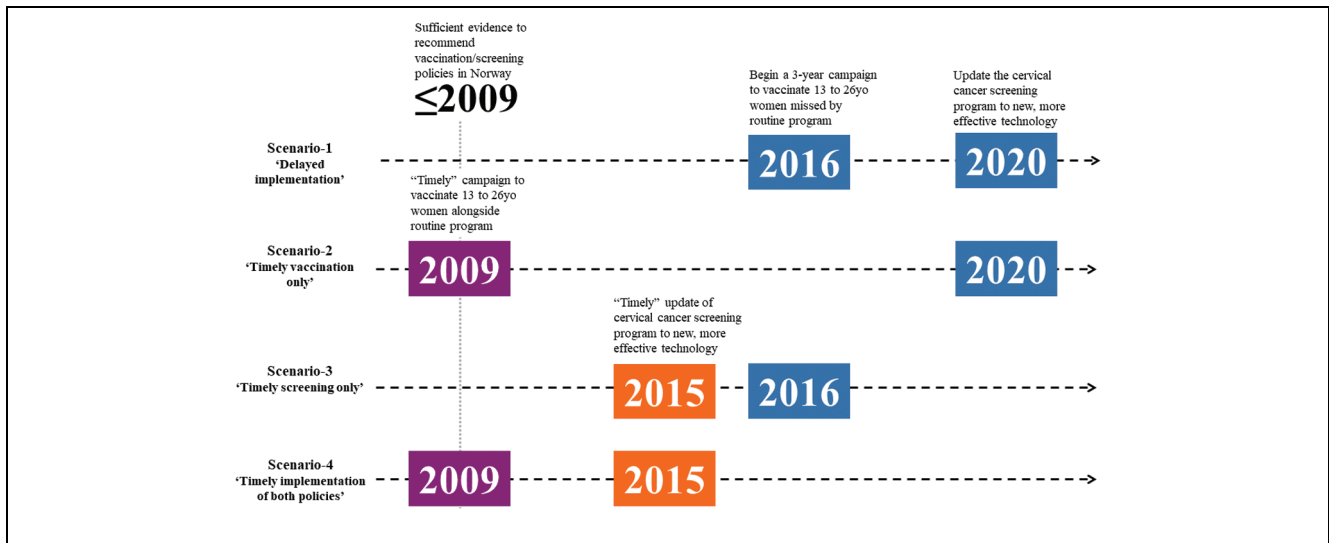 Sufficient evidence to
recommend
vaccination/screening
policies in Norway
≤2009
Begin a 3-year campaign
to vaccinate 13 to 26yo
women missed by
routine program
Update the cervical
cancer screening
program to new, more
effective technology
Scenario-1
‘Delayed
implementation’
2016
2020
“Timely” campaign to
vaccinate 13 to 26yo
women alongside
routine program
Scenario-2
‘Timely vaccination
only’
2009
2020
“Timely” update of
cervical cancer screening
program to new, more
effective technology
Scenario-3
‘Timely screening only’
2015
2016
Scenario-4
‘Timely implementation
of both policies’
2009
2015